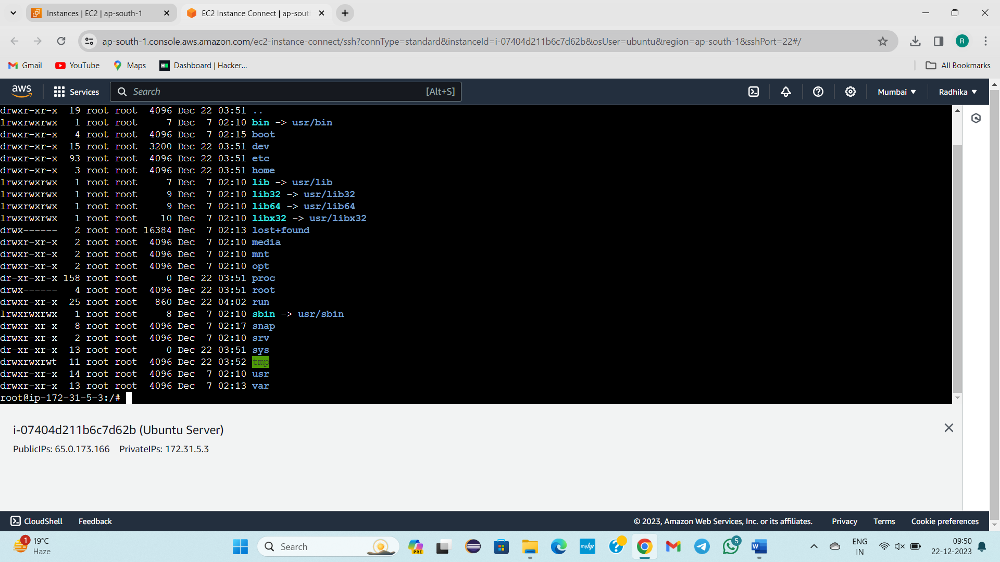 Instances | EC2 | ap-south-1
EC2 Instance Connect | ap-sout
ap-south-1.console.aws.amazon.com/ec2-instance-connect/ssh?connType=standard&instanceId=i-07404d211b6c7d62b&osUser=ubuntu&region=ap-south-1&sshPort=22#/
R
Gmail YouTube Maps Dashboard | Hacker... All Bookmarks
aws Services Search [Alt+S] Mumbai Radhika
drwxr-xr-x  19 root root  4096 Dec 22 03:51 ..
lrwxrwxrwx   1 root root     7 Dec  7 02:10 bin -> usr/bin
drwxr-xr-x   4 root root  4096 Dec  7 02:15 boot
drwxr-xr-x  15 root root  3200 Dec 22 03:51 dev
drwxr-xr-x  93 root root  4096 Dec 22 03:51 etc
drwxr-xr-x   3 root root  4096 Dec 22 03:51 home
lrwxrwxrwx   1 root root     7 Dec  7 02:10 lib -> usr/lib
lrwxrwxrwx   1 root root     9 Dec  7 02:10 lib32 -> usr/lib32
lrwxrwxrwx   1 root root     9 Dec  7 02:10 lib64 -> usr/lib64
lrwxrwxrwx   1 root root    10 Dec  7 02:10 libx32 -> usr/libx32
drwx------   2 root root 16384 Dec  7 02:13 lost+found
drwxr-xr-x   2 root root  4096 Dec  7 02:10 media
drwxr-xr-x   2 root root  4096 Dec  7 02:10 mnt
drwxr-xr-x   2 root root  4096 Dec  7 02:10 opt
dr-xr-xr-x 158 root root     0 Dec 22 03:51 proc
drwx------   4 root root  4096 Dec 22 03:51 root
drwxr-xr-x  25 root root   860 Dec 22 04:02 run
lrwxrwxrwx   1 root root     8 Dec  7 02:10 sbin -> usr/sbin
drwxr-xr-x   8 root root  4096 Dec  7 02:17 snap
drwxr-xr-x   2 root root  4096 Dec  7 02:10 srv
dr-xr-xr-x  13 root root     0 Dec 22 03:51 sys
drwxrwxrwt  11 root root  4096 Dec 22 03:52 tmp
drwxr-xr-x  14 root root  4096 Dec  7 02:10 usr
drwxr-xr-x  13 root root  4096 Dec  7 02:13 var
root@ip-172-31-5-3:/#
i-07404d211b6c7d62b (Ubuntu Server)
PublicIPs: 65.0.173.166 PrivateIPs: 172.31.5.3
CloudShell Feedback © 2023, Amazon Web Services, Inc. or its affiliates. Privacy Terms Cookie preferences
1
19°C
Haze
Search
PRE
myhp
5
W
ENG
IN
09:50
22-12-2023